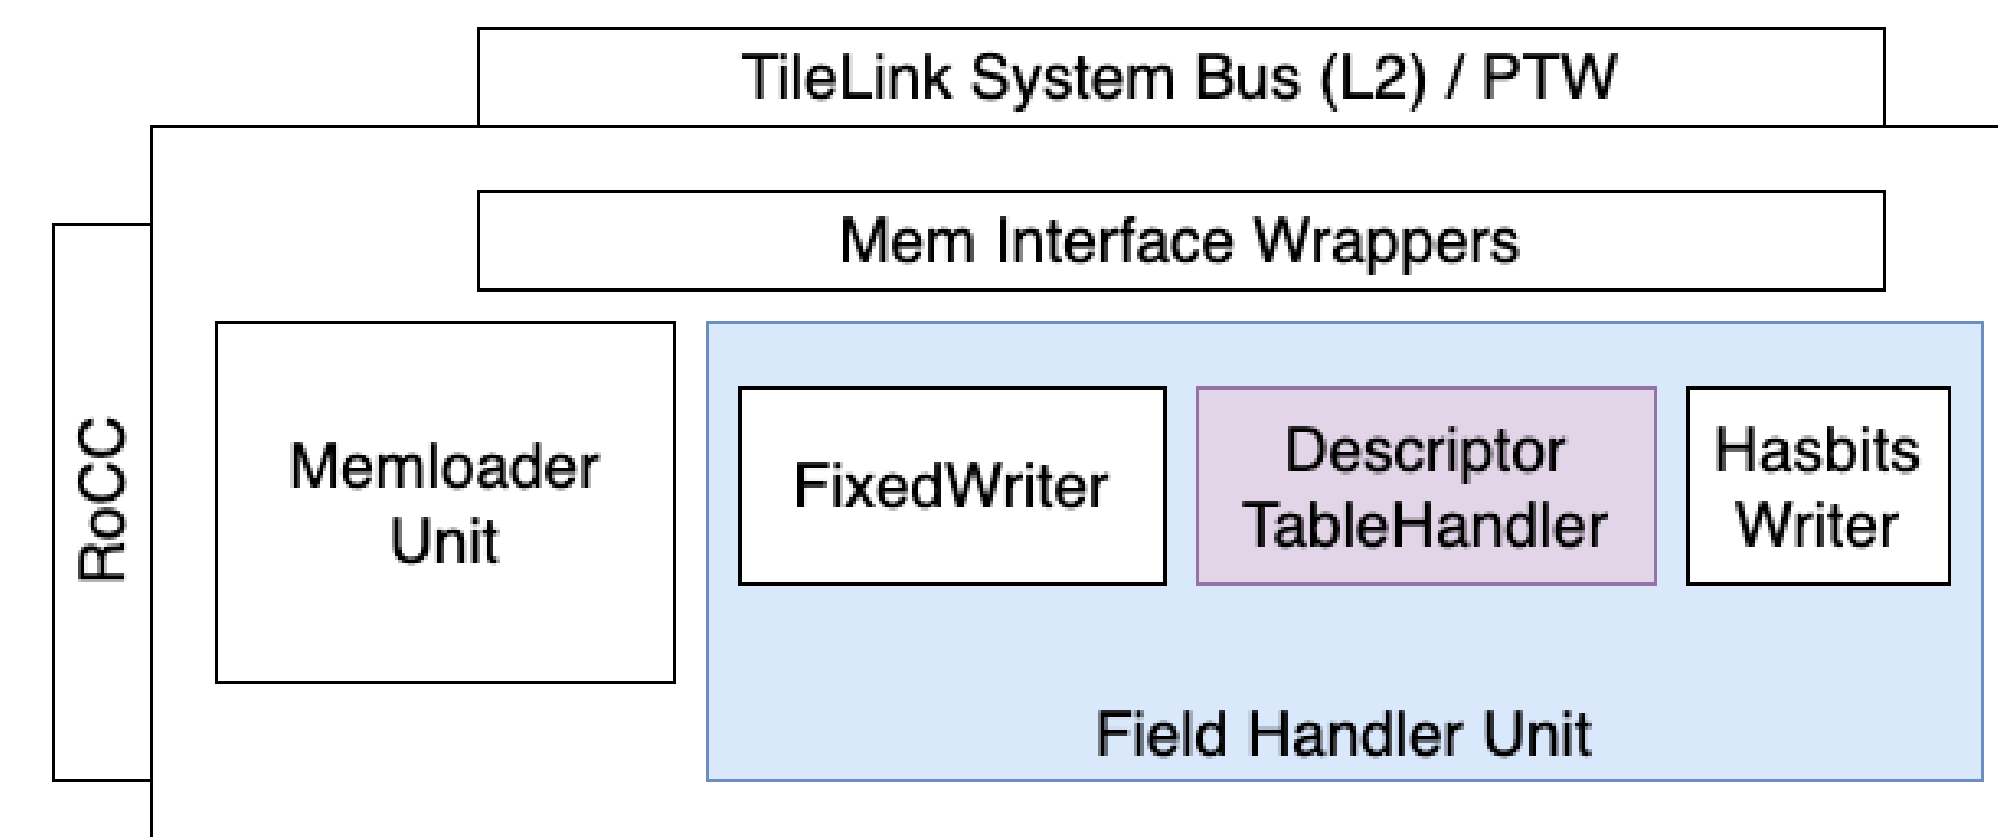 TileLink System Bus (L2) / PTW
Mem Interface Wrappers
RoCC
Memloader
Unit
FixedWriter
Descriptor
TableHandler
Hasbits
Writer
Field Handler Unit